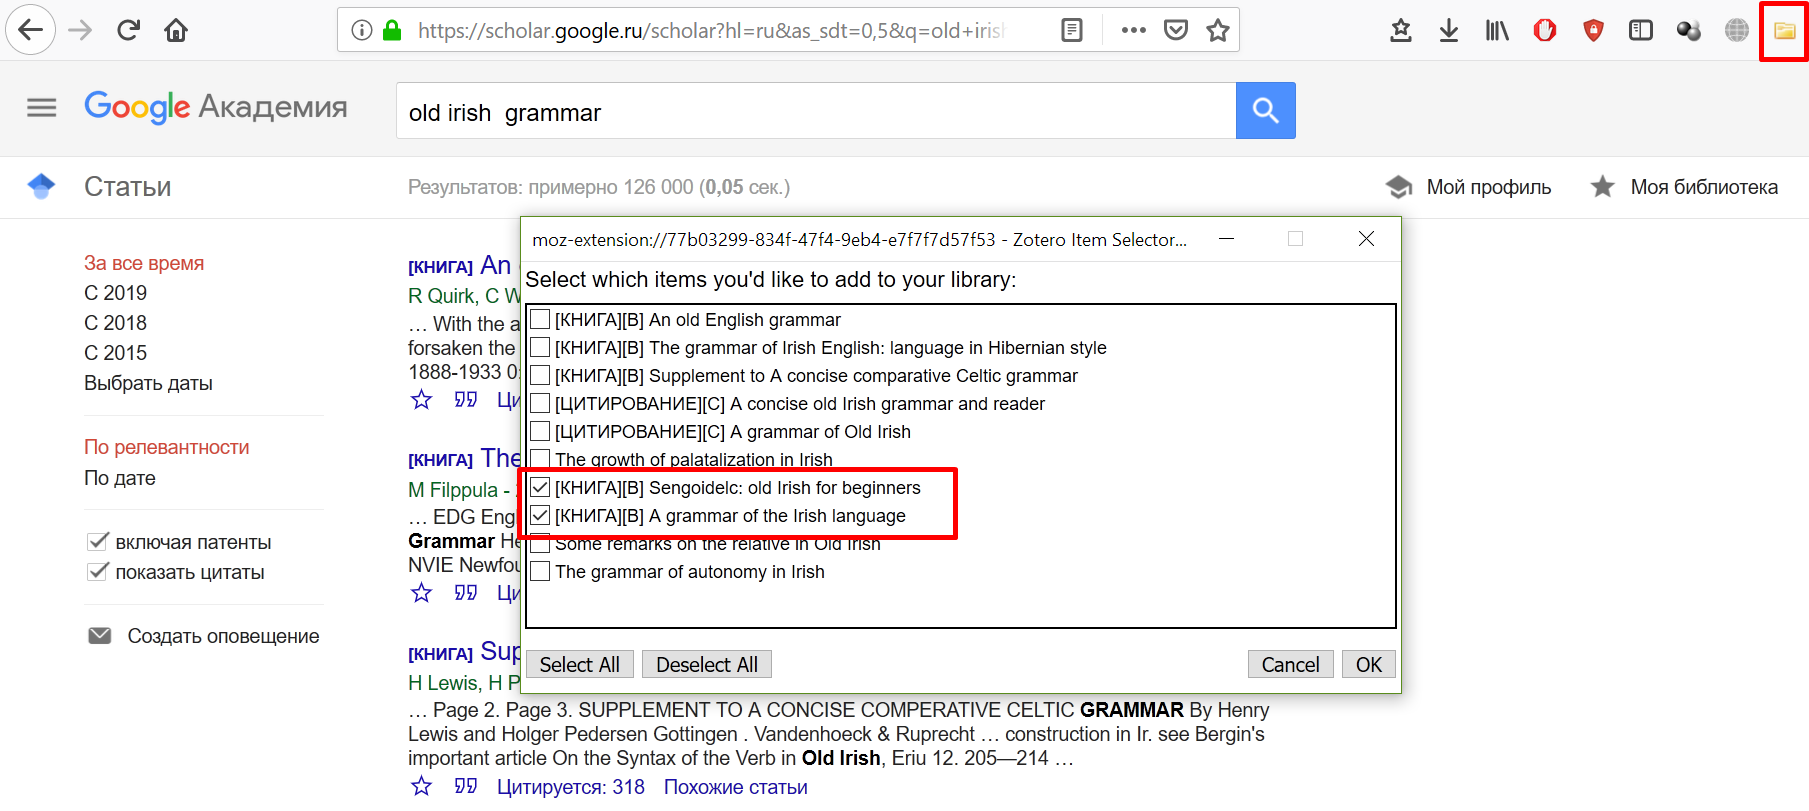 https://scholar.google.ru/scholar?hl=ru&as_sdt=0,5&q=old+iris
Google Академия
old irish  grammar
Статьи
Результатов: примерно 126 000 (0,05 сек.)
Мой профиль
Моя библиотека
За все время
С 2019
С 2018
С 2015
Выбрать даты
По релевантности
По дате
включая патенты
показать цитаты
Создать оповещение
[КНИГА] An
R Quirk, C W
… With the a
forsaken the
1888-1933 0
[КНИГА] The
M Filppula -
… EDG Eng
Grammar He
NVIE Newfou
[КНИГА] Sup
H Lewis, H P
… Page 2. Page 3. SUPPLEMENT TO A CONCISE COMPERATIVE CELTIC GRAMMAR By Henry
Lewis and Holger Pedersen Gottingen . Vandenhoeck & Ruprecht … construction in Ir. see Bergin's
important article On the Syntax of the Verb in Old Irish, Eriu 12. 205—214 …
Цитируется: 318 Похожие статьи
moz-extension://77b03299-834f-47f4-9eb4-e7f7f7d57f53 - Zotero Item Selector...
Select which items you'd like to add to your library:
[КНИГА][B] An old English grammar
[КНИГА][B] The grammar of Irish English: language in Hibernian style
[КНИГА][B] Supplement to A concise comparative Celtic grammar
[ЦИТИРОВАНИЕ][C] A concise old Irish grammar and reader
[ЦИТИРОВАНИЕ][C] A grammar of Old Irish
The growth of palatalization in Irish
[КНИГА][B] Sengoidelc: old Irish for beginners
[КНИГА][B] A grammar of the Irish language
Some remarks on the relative in Old Irish
The grammar of autonomy in Irish
Select All
Deselect All
Cancel
OK